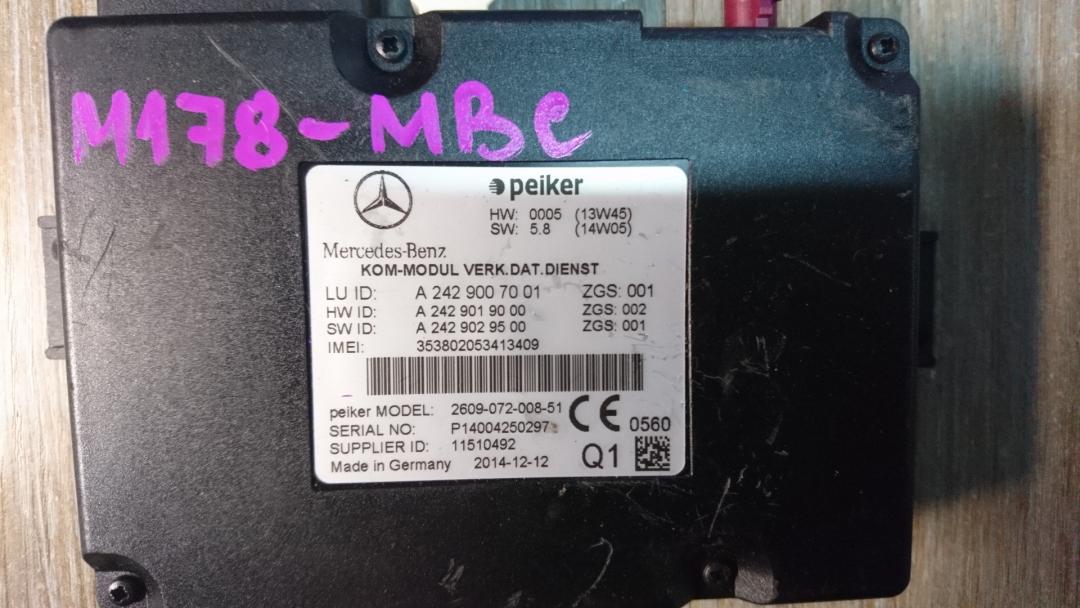 M178-MBC
peiker
HW: 0005 (13W45)
SW: 5.8 (14W05)
Mercedes-Benz
KOM-MODUL VERK.DAT.DIENST
LU ID: A 242 900 70 01 ZGS: 001
HW ID: A 242 901 90 00 ZGS: 002
SW ID: A 242 902 95 00 ZGS: 001
IMEI: 353802053413409
peiker MODEL: 2609-072-008-51
SERIAL NO: P14004250297
CE 0560
SUPPLIER ID: 11510492
Made in Germany 2014-12-12 Q1